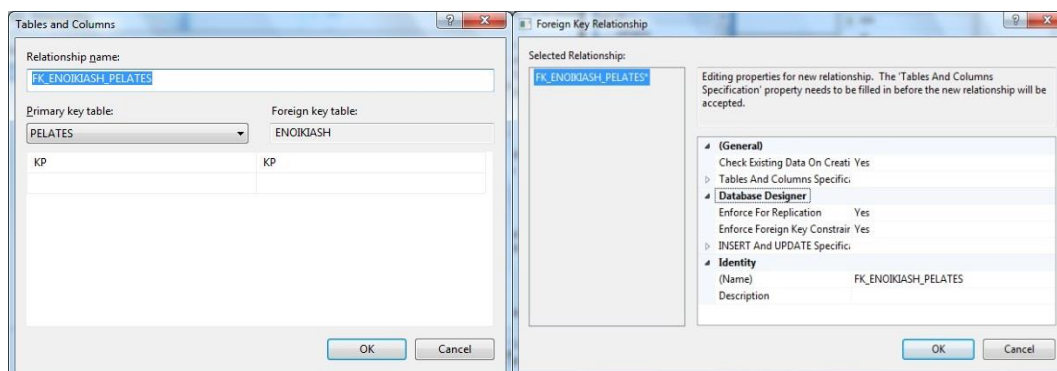 Tables and Columns
Relationship name:
FK_ENOIKIASH_PELATES
Primary key table:
Foreign key table:
PELATES
ENOIKIASH
KP
KP
OK
Cancel
Foreign Key Relationship
Selected Relationship:
FK_ENOIKIASH_PELATES*
Editing properties for new relationship. The 'Tables And Columns
Specification' property needs to be filled in before the new relationship will be
accepted.
(General)
Check Existing Data On Creati Yes
Tables And Columns Specific
Database Designer
Enforce For Replication Yes
Enforce Foreign Key Constrair Yes
INSERT And UPDATE Specific
Identity
(Name) FK_ENOIKIASH_PELATES
Description
OK
Cancel